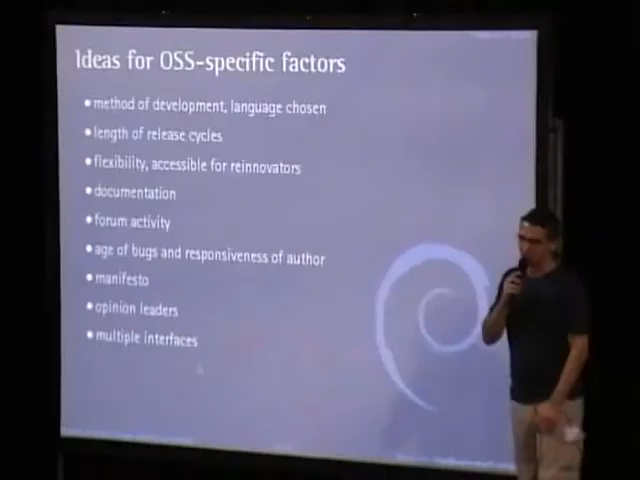 Ideas for OSS-specific factors
method of development, language chosen
length of release cycles
flexibility, accessible for reinnovators
documentation
forum activity
age of bugs and responsiveness of author
manifesto
opinion leaders
multiple interfaces